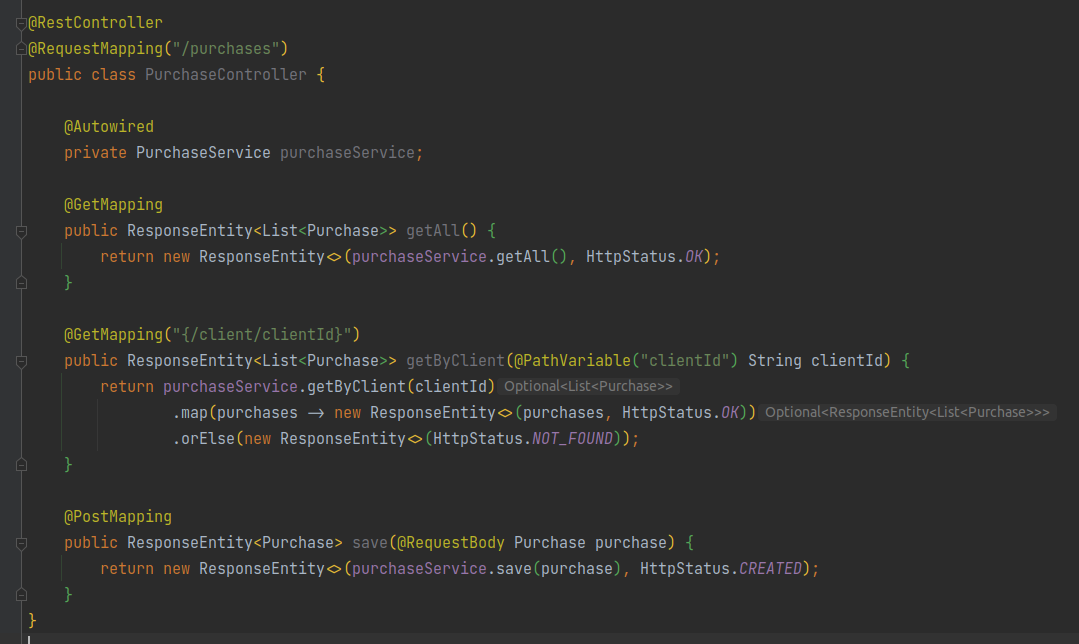 @RestController
@RequestMapping("/purchases")
public class PurchaseController {
@Autowired
private PurchaseService purchaseService;
@GetMapping
public ResponseEntity<List<Purchase>> getAll() {
return new ResponseEntity<>(purchaseService.getAll(), HttpStatus.OK);
}
@GetMapping("{/client/clientId}")
public ResponseEntity<List<Purchase>> getByClient(@PathVariable("clientId") String clientId) {
return purchaseService.getByClient(clientId) Optional<List<Purchase>>
.map(purchases -> new ResponseEntity<>(purchases, HttpStatus.OK)) Optional<ResponseEntity<List<Purchase>>>
.orElse(new ResponseEntity<>(HttpStatus.NOT_FOUND));
}
@PostMapping
public ResponseEntity<Purchase> save(@RequestBody Purchase purchase) {
return new ResponseEntity<>(purchaseService.save(purchase), HttpStatus.CREATED);
}
}